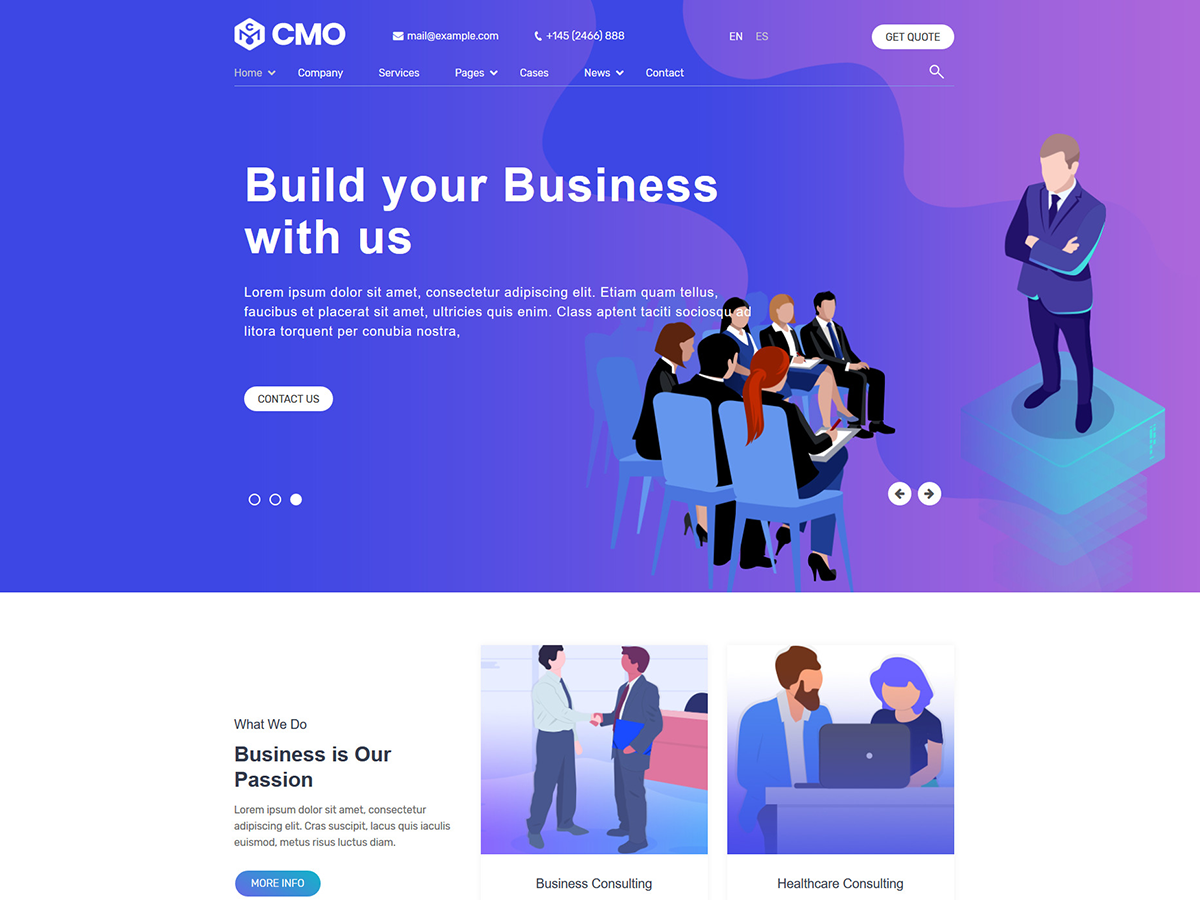 CMO
mail@example.com
+145 (2466) 888
EN ES
GET QUOTE
Home
Company
Services
Pages
Cases
News
Contact
Build your Business
with us
Lorem ipsum dolor sit amet, consectetur adipiscing elit. Etiam quam tellus,
faucibus et placerat sit amet, ultricies quis enim. Class aptent taciti sociosqu ad
litora torquent per conubia nostra,
CONTACT US
What We Do
Business is Our
Passion
Lorem ipsum dolor sit amet, consectetur
adipiscing elit. Cras suscipit, lacus quis iaculis
euismod, metus risus luctus diam.
MORE INFO
Business Consulting
Healthcare Consulting